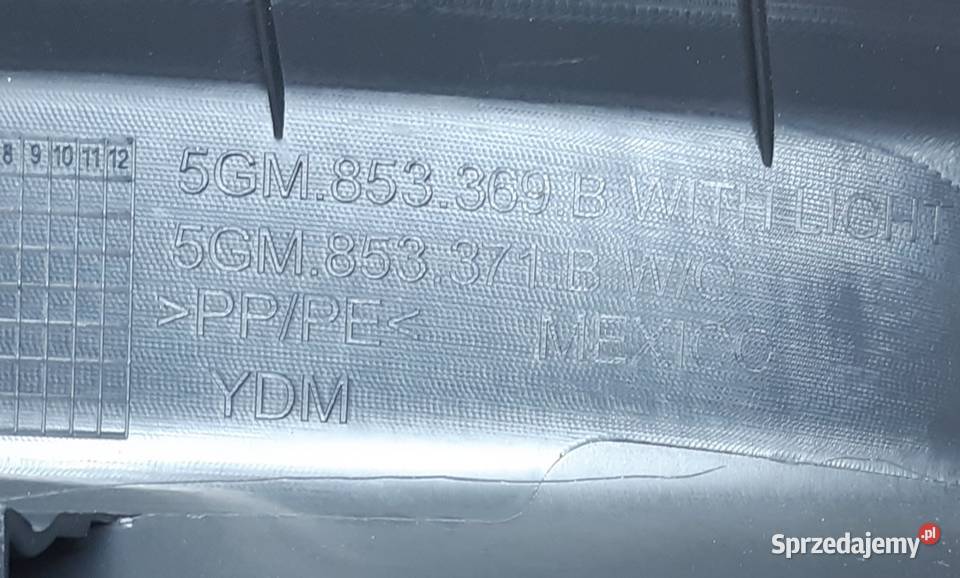 8 9 10 11 12
5GM.853.369 B WITH LIGHT
5GM.853.371 B W/O
>PP/PE< MEXICO
YDM
Sprzedajemy.pl